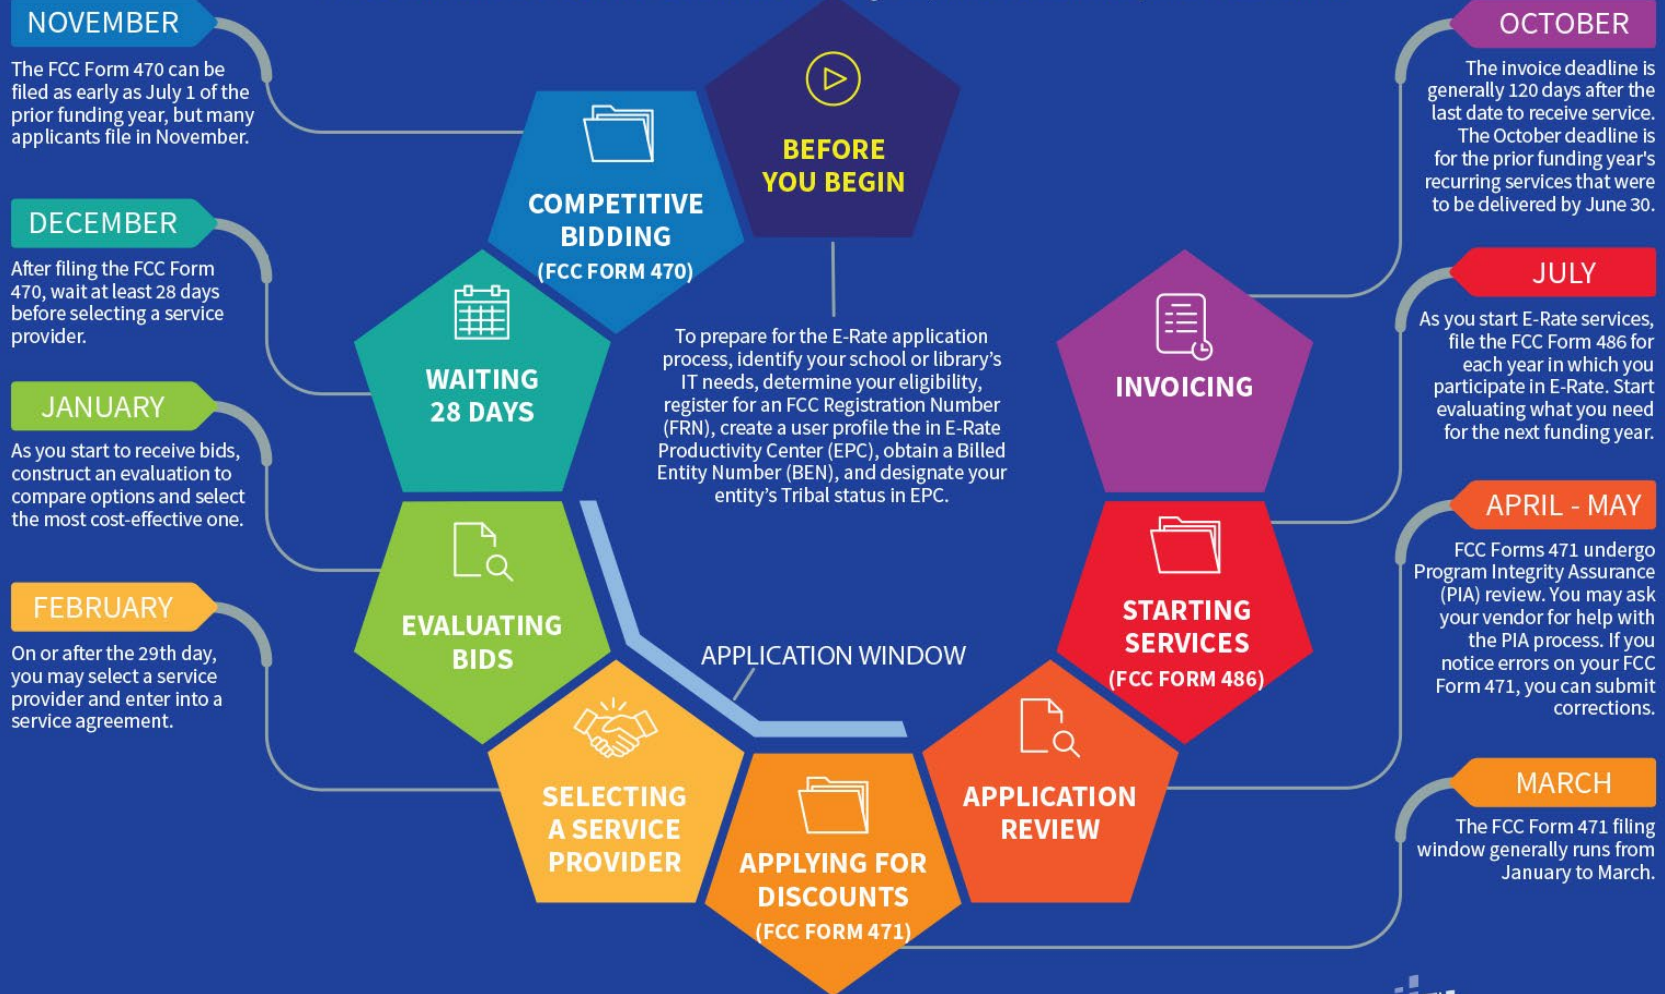 NOVEMBER
The FCC Form 470 can be
filed as early as July 1 of the
prior funding year, but many
applicants file in November.
DECEMBER
After filing the FCC Form
470, wait at least 28 days
before selecting a service
provider.
JANUARY
As you start to receive bids,
construct an evaluation to
compare options and select
the most cost-effective one.
FEBRUARY
On or after the 29th day,
you may select a service
provider and enter into a
service agreement.
BEFORE
YOU BEGIN
To prepare for the E-Rate application
process, identify your school or library's
IT needs, determine your eligibility,
register for an FCC Registration Number
(FRN), create a user profile the in E-Rate
Productivity Center (EPC), obtain a Billed
Entity Number (BEN), and designate your
entity's Tribal status in EPC.
COMPETITIVE
BIDDING
(FCC FORM 470)
WAITING
28 DAYS
EVALUATING
BIDS
SELECTING
A SERVICE
PROVIDER
APPLICATION WINDOW
APPLYING FOR
DISCOUNTS
(FCC FORM 471)
APPLICATION
REVIEW
STARTING
SERVICES
(FCC FORM 486)
INVOICING
OCTOBER
The invoice deadline is
generally 120 days after the
last date to receive service.
The October deadline is
for the prior funding year's
recurring services that were
to be delivered by June 30.
JULY
As you start E-Rate services,
file the FCC Form 486 for
each year in which you
participate in E-Rate. Start
evaluating what you need
for the next funding year.
APRIL - MAY
FCC Forms 471 undergo
Program Integrity Assurance
(PIA) review. You may ask
your vendor for help with
the PIA process. If you
notice errors on your FCC
Form 471, you can submit
corrections.
MARCH
The FCC Form 471 filing
window generally runs from
January to March.